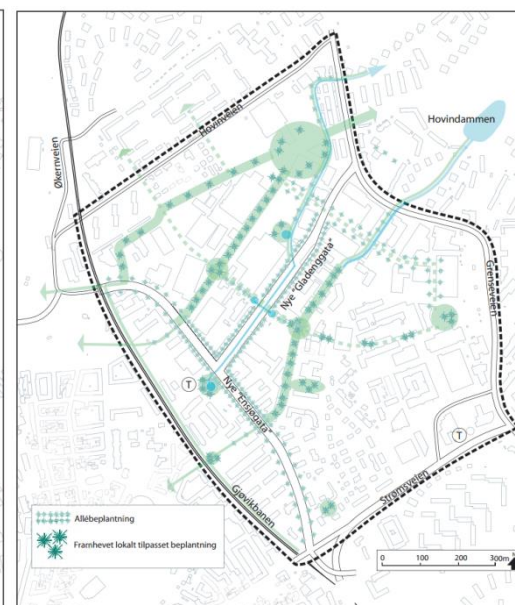 Hovindammen
Hovinveien
Økernveien
Nye "Gladenggata"
Grenseveien
T
Nye "Ensjøgata"
T
Strømsveien
Gjøvikbanen
Allébeplantning
Framhevet lokalt tilpasset beplantning
0 100 200 300m